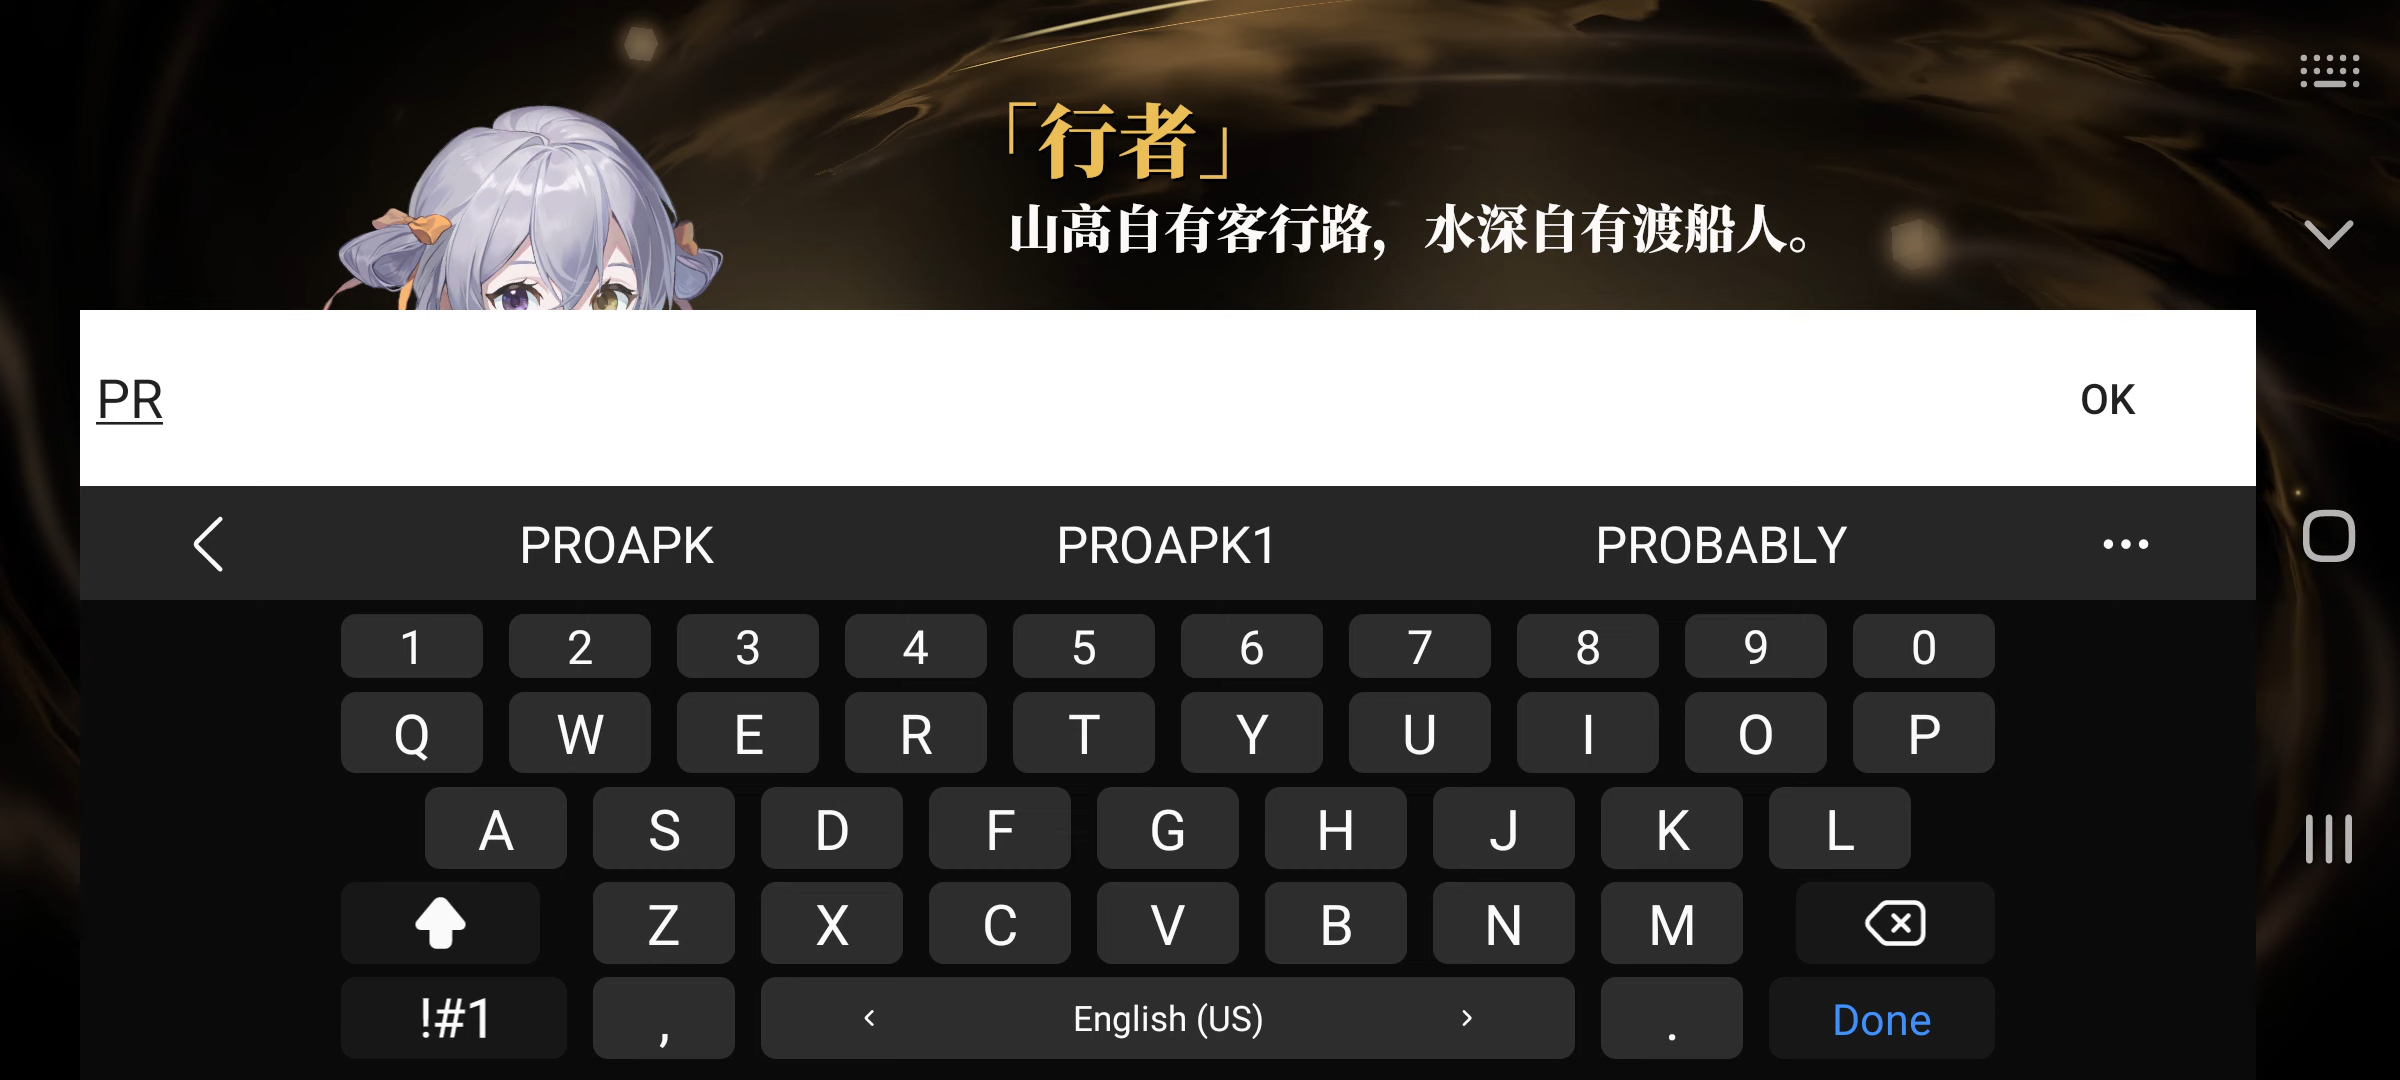 「行者」
山高自有客行路，水深自有渡船人。
PR
OK
PROAPK PROAPK1 PROBABLY
1 2 3 4 5 6 7 8 9 0
Q W E R T Y U I O P
A S D F G H J K L
Z X C V B N M
!#1 , English (US) . Done